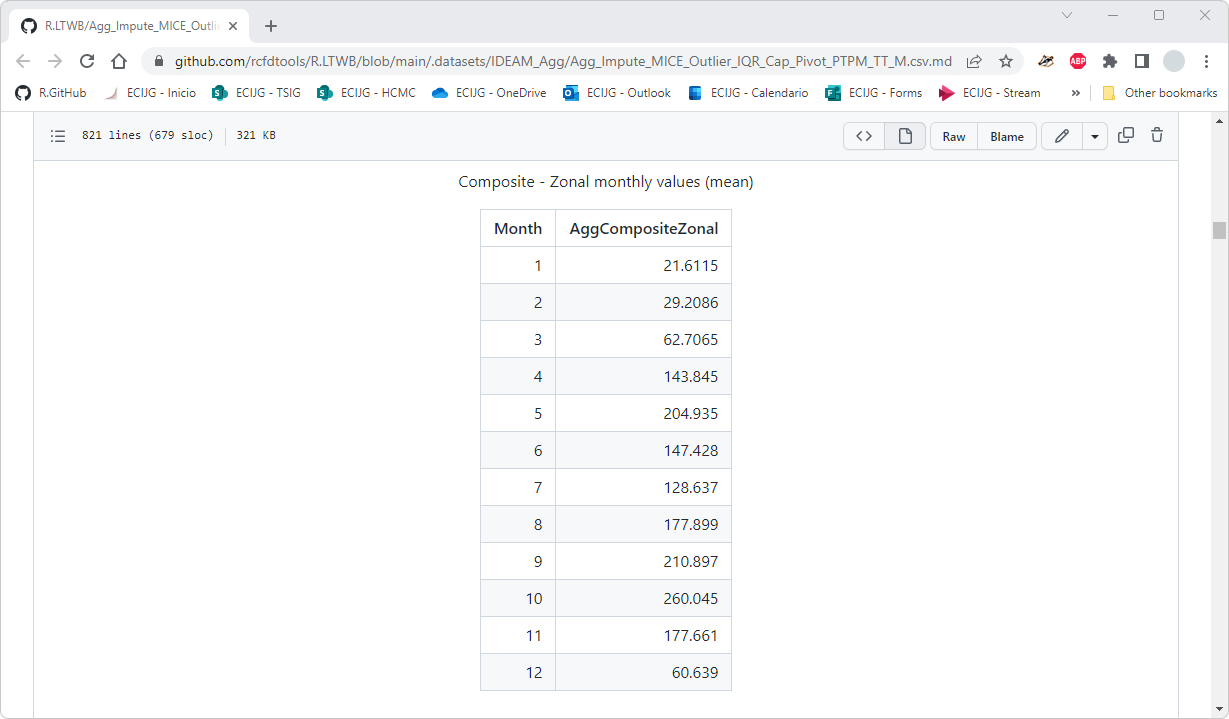 R.LTWB/Agg_Impute_MICE_Outlie
github.com/rcfdtools/R.LTWB/blob/main/.datasets/IDEAM_Agg/Agg_Impute_MICE_Outlier_IQR_Cap_Pivot_PTPM_TT_M.csv.md
ABP
R.GitHub ECIJG - Inicio ECIJG - TSIG ECIJG - HCMC ECIJG - OneDrive ECIJG - Outlook ECIJG - Calendario ECIJG - Forms ECIJG - Stream » Other bookmarks
821 lines (679 sloc) 321 KB <> Raw Blame
Composite - Zonal monthly values (mean)
Month AggCompositeZonal
1 21.6115
2 29.2086
3 62.7065
4 143.845
5 204.935
6 147.428
7 128.637
8 177.899
9 210.897
10 260.045
11 177.661
12 60.639